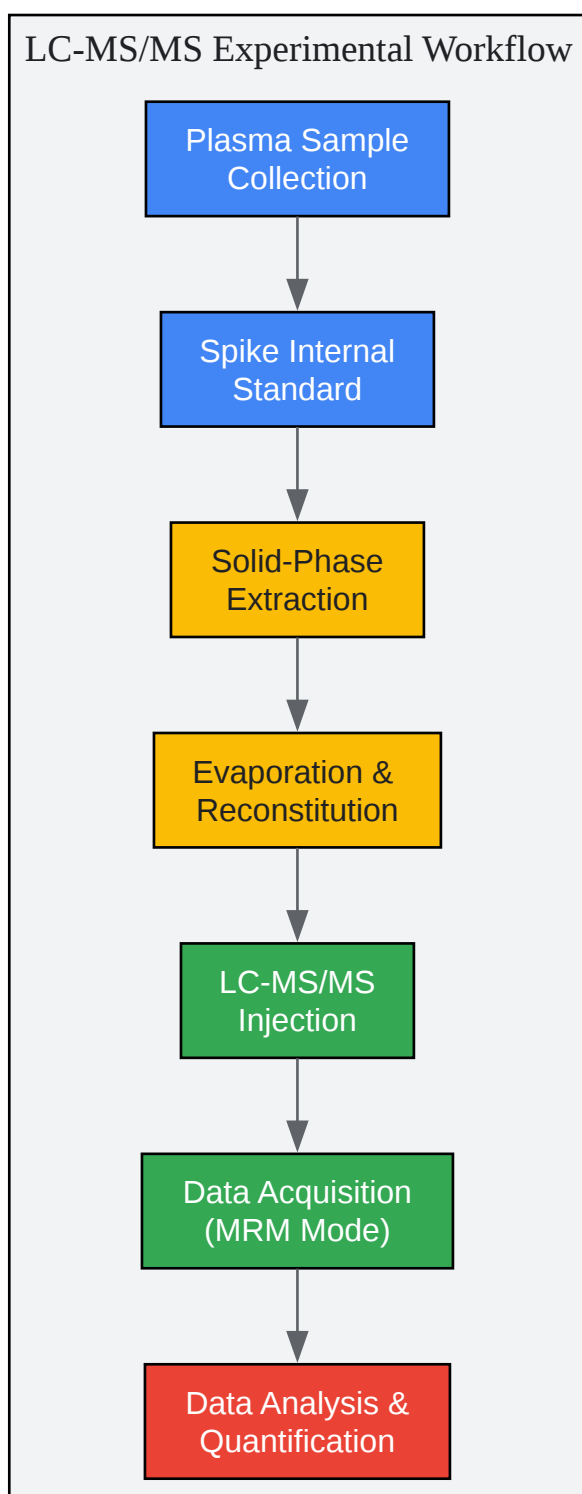 LC-MS/MS Experimental Workflow
Plasma Sample
Collection
Spike Internal
Standard
Solid-Phase
Extraction
Evaporation &
Reconstitution
LC-MS/MS
Injection
Data Acquisition
(MRM Mode)
Data Analysis &
Quantification